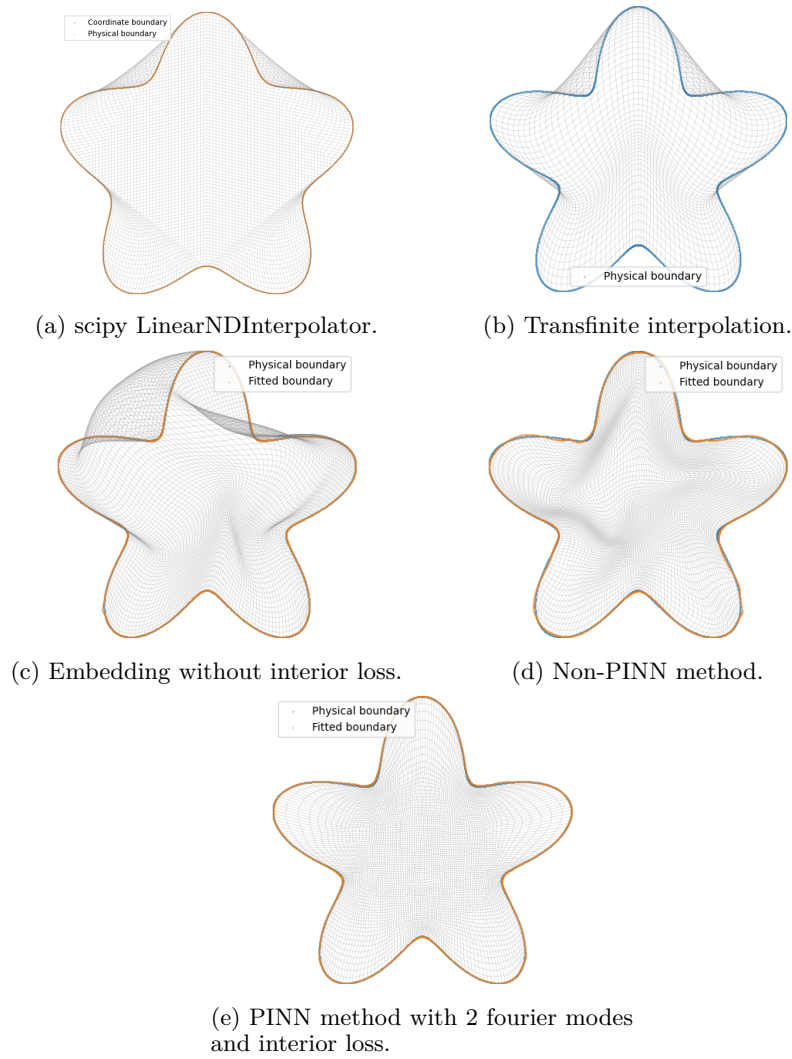 Coordinate boundary
Physical boundary
Physical boundary
(a) scipy LinearNDInterpolator.
(b) Transfinite interpolation.
Physical boundary
Fitted boundary
Physical boundary
Fitted boundary
(c) Embedding without interior loss.
(d) Non-PINN method.
Physical boundary
Fitted boundary
(e) PINN method with 2 fourier modes
and interior loss.